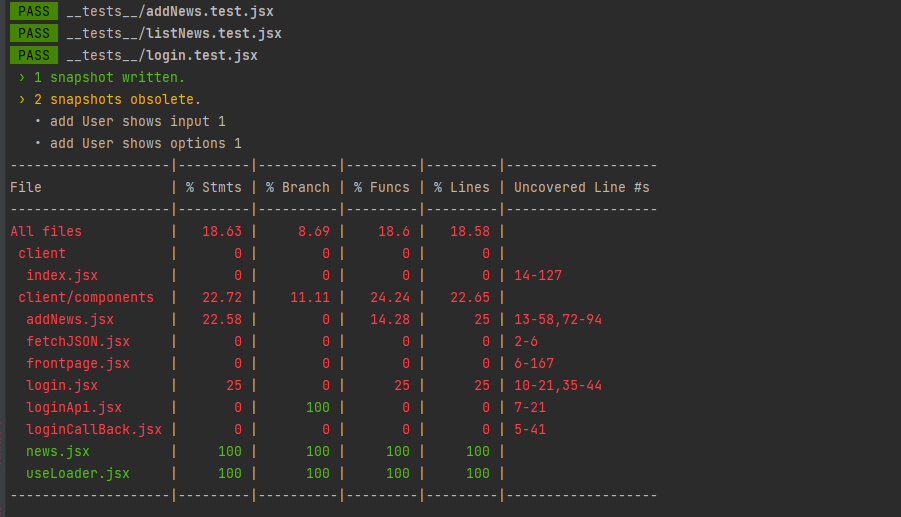 PASS __tests__/addNews.test.jsx
PASS __tests__/listNews.test.jsx
PASS __tests__/login.test.jsx
› 1 snapshot written.
› 2 snapshots obsolete.
• add User shows input 1
• add User shows options 1
--------------------|---------|----------|---------|---------|-------------------
File                | % Stmts | % Branch | % Funcs | % Lines | Uncovered Line #s
--------------------|---------|----------|---------|---------|-------------------
All files           |   18.63 |     8.69 |    18.6 |   18.58 |
 client             |       0 |        0 |       0 |       0 |
  index.jsx         |       0 |        0 |       0 |       0 | 14-127
 client/components  |   22.72 |    11.11 |   24.24 |   22.65 |
  addNews.jsx       |   22.58 |        0 |   14.28 |      25 | 13-58,72-94
  fetchJSON.jsx     |       0 |        0 |       0 |       0 | 2-6
  frontpage.jsx     |       0 |        0 |       0 |       0 | 6-167
  login.jsx         |      25 |        0 |      25 |      25 | 10-21,35-44
  loginApi.jsx      |       0 |      100 |       0 |       0 | 7-21
  loginCallBack.jsx |       0 |        0 |       0 |       0 | 5-41
  news.jsx          |     100 |      100 |     100 |     100 |
  useLoader.jsx     |     100 |      100 |     100 |     100 |
--------------------|---------|----------|---------|---------|-------------------